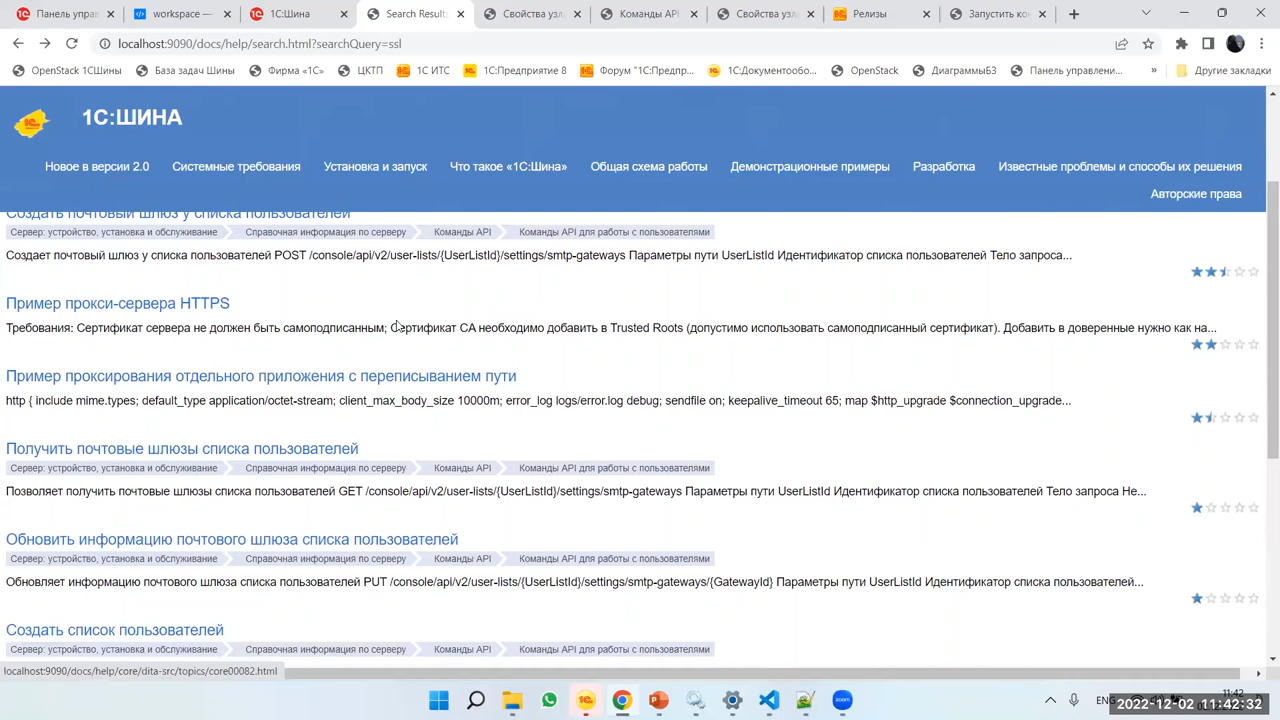 Панель управ
workspace —
1С:Шина
Search Results
Свойства узл
Команды API
Свойства узл
Релизы
Запустить ко
localhost:9090/docs/help/search.html?searchQuery=ssl
OpenStack 1СШины
База задач Шины
Фирма «1С»
ЦКТП
1С ИТС
1С:Предприятие 8
Форум "1С:Предпр...
1С:Документообо...
OpenStack
ДиаграммыБЗ
Панель управлени...
»
Другие закладки
1С:ШИНА
Новое в версии 2.0
Системные требования
Установка и запуск
Что такое «1С:Шина»
Общая схема работы
Демонстрационные примеры
Разработка
Известные проблемы и способы их решения
Авторские права
Создать почтовый шлюз у списка пользователей
Сервер: устройство, установка и обслуживание
Справочная информация по серверу
Команды API
Команды API для работы с пользователями
Создает почтовый шлюз у списка пользователей POST /console/api/v2/user-lists/{UserListId}/settings/smtp-gateways Параметры пути UserListId Идентификатор списка пользователей Тело запроса...
Пример прокси-сервера HTTPS
Требования: Сертификат сервера не должен быть самоподписанным; Сертификат CA необходимо добавить в Trusted Roots (допустимо использовать самоподписанный сертификат). Добавить в доверенные нужно как на...
Пример проксирования отдельного приложения с переписыванием пути
http { include mime.types; default_type application/octet-stream; client_max_body_size 10000m; error_log logs/error.log debug; sendfile on; keepalive_timeout 65; map $http_upgrade $connection_upgrade...
Получить почтовые шлюзы списка пользователей
Сервер: устройство, установка и обслуживание
Справочная информация по серверу
Команды API
Команды API для работы с пользователями
Позволяет получить почтовые шлюзы списка пользователей GET /console/api/v2/user-lists/{UserListId}/settings/smtp-gateways Параметры пути UserListId Идентификатор списка пользователей Тело запроса Не...
Обновить информацию почтового шлюза списка пользователей
Сервер: устройство, установка и обслуживание
Справочная информация по серверу
Команды API
Команды API для работы с пользователями
Обновляет информацию почтового шлюза списка пользователей PUT /console/api/v2/user-lists/{UserListId}/settings/smtp-gateways/{GatewayId} Параметры пути UserListId Идентификатор списка пользователей...
Создать список пользователей
Сервер: устройство, установка и обслуживание
Справочная информация по серверу
Команды API
Команды API для работы с пользователями
localhost:9090/docs/help/core/dita-src/topics/core00082.html
zoom
ENG
11:42
2022-12-02 11:42:32